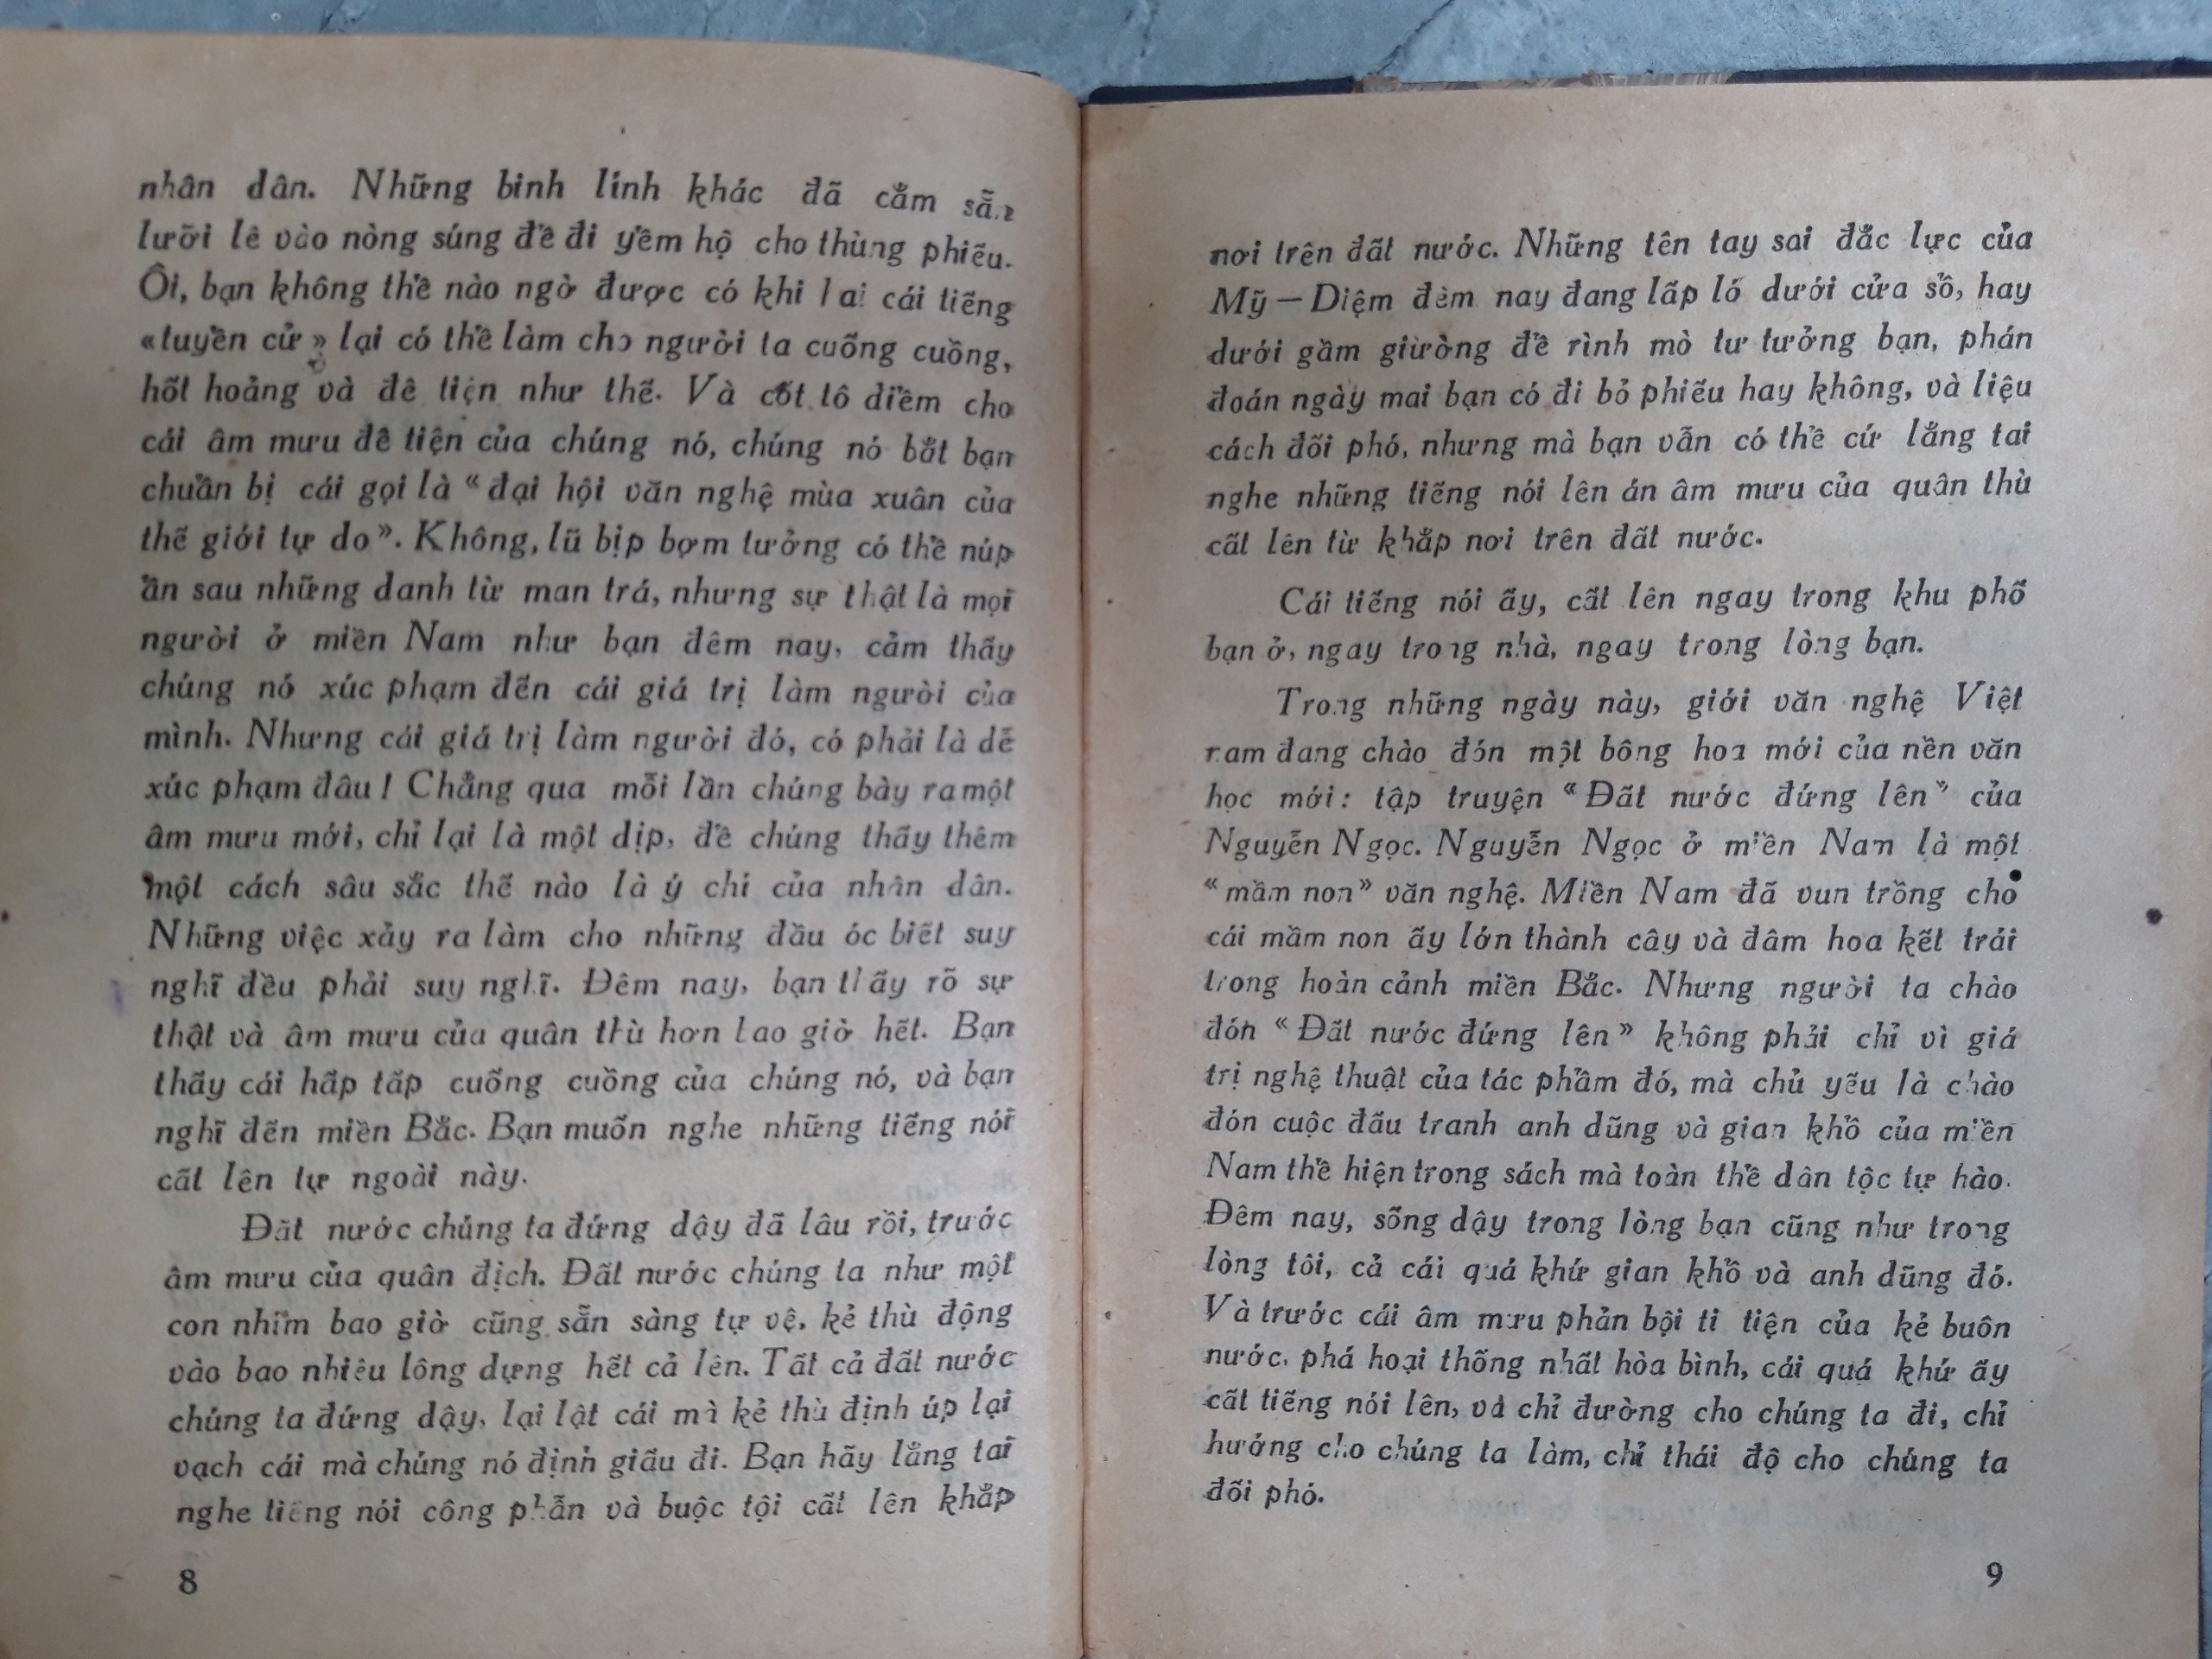 nhân dân. Những binh lính khác đã cắm sẵn
lưỡi lê vào nòng súng để đi yểm hộ cho thùng phiếu.
Ôi, bạn không thể nào ngờ được có khi lai cái tiếng
«tuyển cử» lại có thể làm cho người ta cuống cuồng,
hốt hoảng và đê tiện như thế. Và cốt tô điểm cho
cái âm mưu đê tiện của chúng nó, chúng nó bắt bạn
chuẩn bị cái gọi là “đại hội văn nghệ mùa xuân của
thế giới tự do”. Không, lũ bịp bợm tưởng có thể núp
ẩn sau những danh từ man trá, nhưng sự thật là mọi
người ở miền Nam như bạn đêm nay, cảm thấy
chúng nó xúc phạm đến cái giá trị làm người của
mình. Nhưng cái giá trị làm người đó, có phải là dễ
xúc phạm đâu! Chẳng qua mỗi lần chúng bày ra một
âm mưu mới, chỉ lại là một dịp, để chúng thấy thêm
một cách sâu sắc thế nào là ý chí của nhân dân.
Những việc xảy ra làm cho những đầu óc biết suy
nghĩ đều phải suy nghĩ. Đêm nay, bạn thấy rõ sự
thật và âm mưu của quân thù hơn bao giờ hết. Bạn
thấy cái hấp tấp cuống cuồng của chúng nó, và bạn
nghĩ đến miền Bắc. Bạn muốn nghe những tiếng nói
cất lên tự ngoài này.
Đất nước chúng ta đứng dậy đã lâu rồi, trước
âm mưu của quân địch. Đất nước chúng ta như một
con nhím bao giờ cũng sẵn sàng tự vệ, kẻ thù động
vào bao nhiêu lông dựng hết cả lên. Tất cả đất nước
chúng ta đứng dậy, lại lật cái mà kẻ thù định úp lại
vạch cái mà chúng nó định giấu đi. Bạn hãy lắng tai
nghe tiếng nói công phẫn và buộc tội cất lên khắp
8
nơi trên đất nước. Những tên tay sai đắc lực của
Mỹ — Diệm đêm nay đang lấp ló dưới cửa sổ, hay
dưới gầm giường để rình mò tư tưởng bạn, phán
đoán ngày mai bạn có đi bỏ phiếu hay không, và liệu
cách đối phó, nhưng mà bạn vẫn có thể cứ lắng tai
nghe những tiếng nói lên án âm mưu của quân thù
cất lên từ khắp nơi trên đất nước.
Cái tiếng nói ấy, cất lên ngay trong khu phố
bạn ở, ngay trong nhà, ngay trong lòng bạn.
Trong những ngày này, giới văn nghệ Việt
nam đang chào đón một bông hoa mới của nền văn
học mới: tập truyện “Đất nước đứng lên” của
Nguyễn Ngọc. Nguyễn Ngọc ở miền Nam là một
“mầm non” văn nghệ. Miền Nam đã vun trồng cho
cái mầm non ấy lớn thành cây và đâm hoa kết trái
trong hoàn cảnh miền Bắc. Nhưng người ta chào
đón “Đất nước đứng lên” không phải chỉ vì giá
trị nghệ thuật của tác phẩm đó, mà chủ yếu là chào
đón cuộc đấu tranh anh dũng và gian khổ của miền
Nam thể hiện trong sách mà toàn thể dân tộc tự hào.
Đêm nay, sống dậy trong lòng bạn cũng như trong
lòng tôi, cả cái quá khứ gian khổ và anh dũng đó.
Và trước cái âm mưu phản bội ti tiện của kẻ buôn
nước, phá hoại thống nhất hòa bình, cái quá khứ ấy
cất tiếng nói lên, và chỉ đường cho chúng ta đi, chỉ
hướng cho chúng ta làm, chỉ thái độ cho chúng ta
đối phó.
9